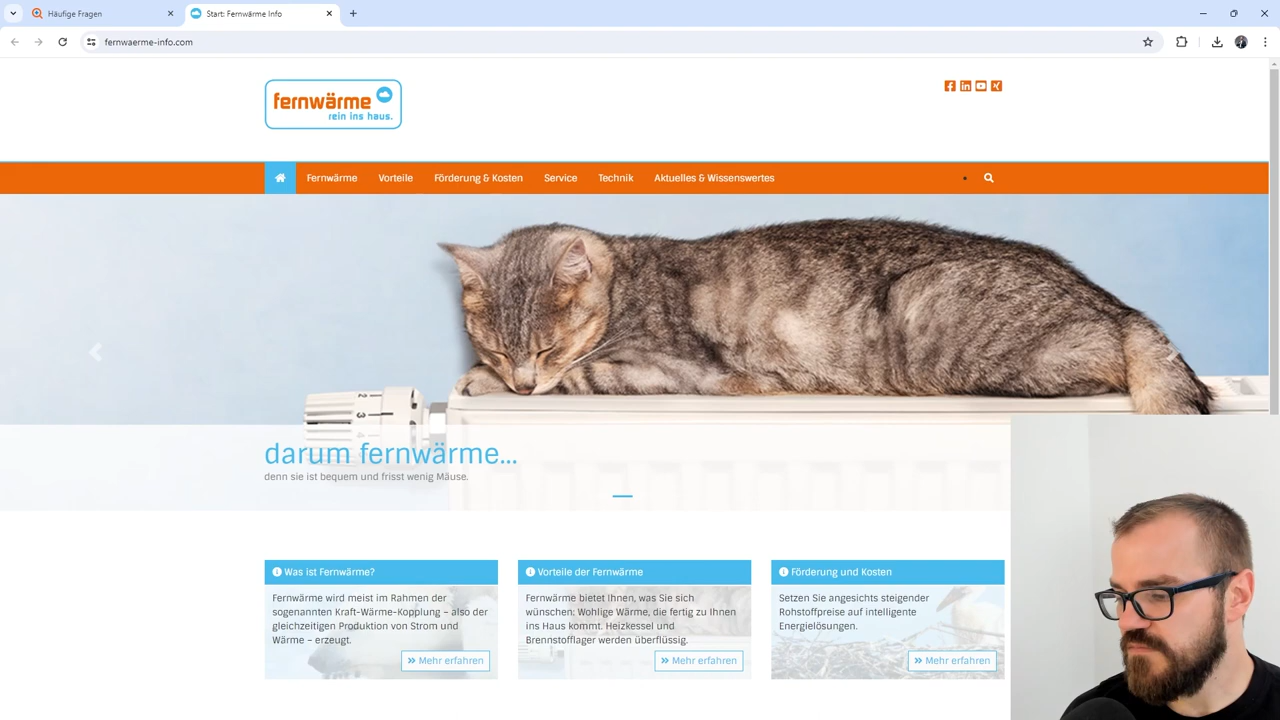 Häufige Fragen
Start: Fernwärme Info
fernwaerme-info.com
fernwärme
rein ins haus.
Fernwärme
Vorteile
Förderung & Kosten
Service
Technik
Aktuelles & Wissenswertes
2
3
darum fernwärme...
denn sie ist bequem und frisst wenig Mäuse.
Was ist Fernwärme?
Fernwärme wird meist im Rahmen der
sogenannten Kraft-Wärme-Kopplung – also der
gleichzeitigen Produktion von Strom und
Wärme – erzeugt.
Mehr erfahren
Vorteile der Fernwärme
Fernwärme bietet Ihnen, was Sie sich
wünschen: Wohlige Wärme, die fertig zu Ihnen
ins Haus kommt. Heizkessel und
Brennstofflager werden überflüssig.
Mehr erfahren
Förderung und Kosten
Setzen Sie angesichts steigender
Rohstoffpreise auf intelligente
Energielösungen.
Mehr erfahren